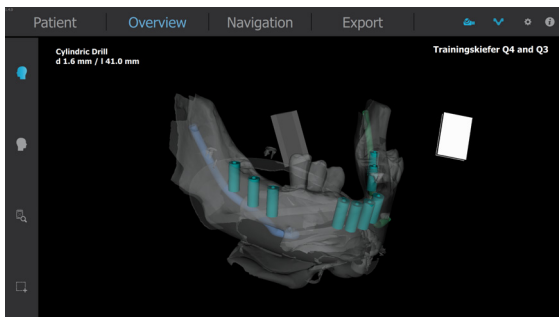 Patient Overview Navigation Export
Cylindric Drill
d 1.6 mm / l 41.0 mm
Trainingskiefer Q4 and Q3